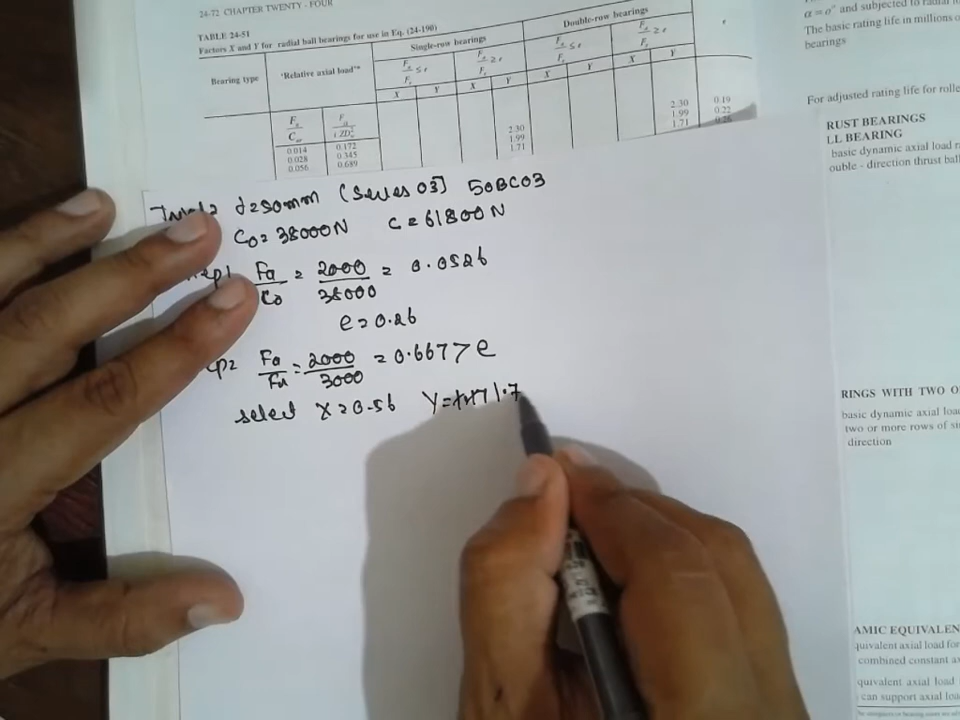 24-72 CHAPTER TWENTY - FOUR
TABLE 24-51
Factors X and Y for radial ball bearings for use in Eq. (24-190)
Single-row bearings Double-row bearings
Bearing type 'Relative axial load'
X Y X Y X Y X Y
0.014 0.172 2.30 2.30 0.19
0.028 0.345 1.99 1.99 0.22
0.056 0.689 1.71 1.71
d=50mm (Series 03) 50BC03
C0= 38000N C = 61800N
Fa/C0 = 2000/38000 = 0.0526
e = 0.26
Fa/Fr = 2000/3000 = 0.667 > e
select X = 0.56 Y = 1.7
and subjected to radial
The basic rating life in millions o
bearings
For adjusted rating life for rolle
RUST BEARINGS
LL BEARING
basic dynamic axial load ra
ouble - direction thrust ball
RINGS WITH TWO O
basic dynamic axial load
two or more rows of sim
direction
AMIC EQUIVALEN
quivalent axial load for
combined constant ax
quivalent axial load
can support axial loa